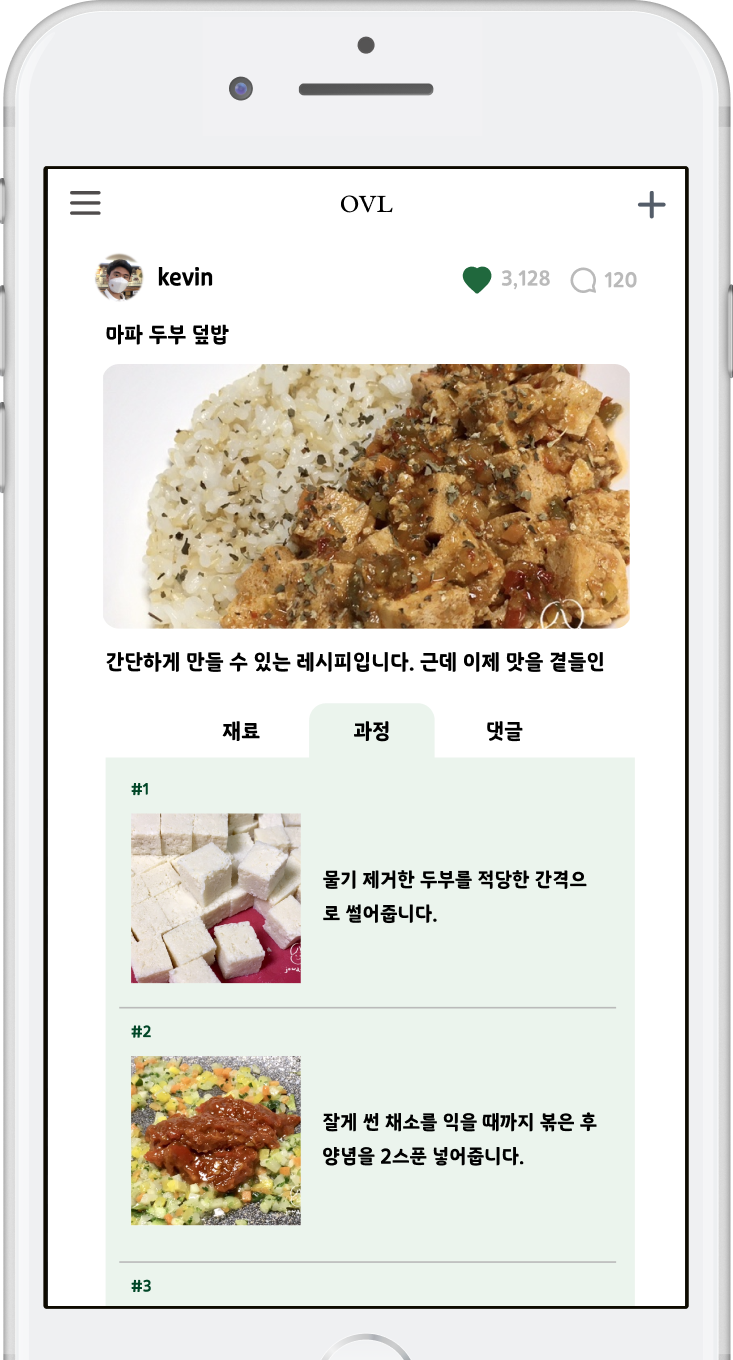 OVL
kevin 3,128 120
마파 두부 덮밥
간단하게 만들 수 있는 레시피입니다. 근데 이제 맛을 곁들인
재료 과정 댓글
#1
물기 제거한 두부를 적당한 간격으
로 썰어줍니다.
#2
잘게 썬 채소를 익을 때까지 볶은 후
양념을 2스푼 넣어줍니다.
#3